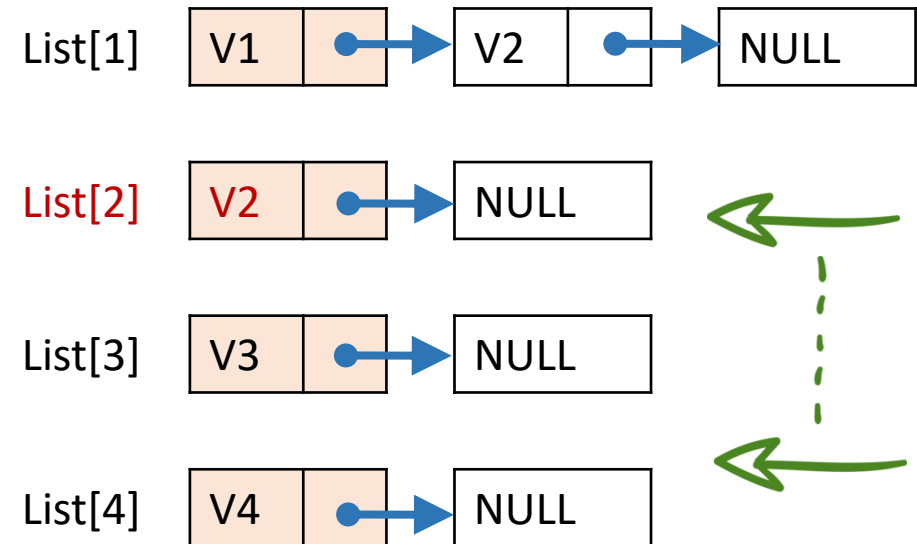 List[1] V1 V2 NULL
List[2] V2 NULL
List[3] V3 NULL
List[4] V4 NULL